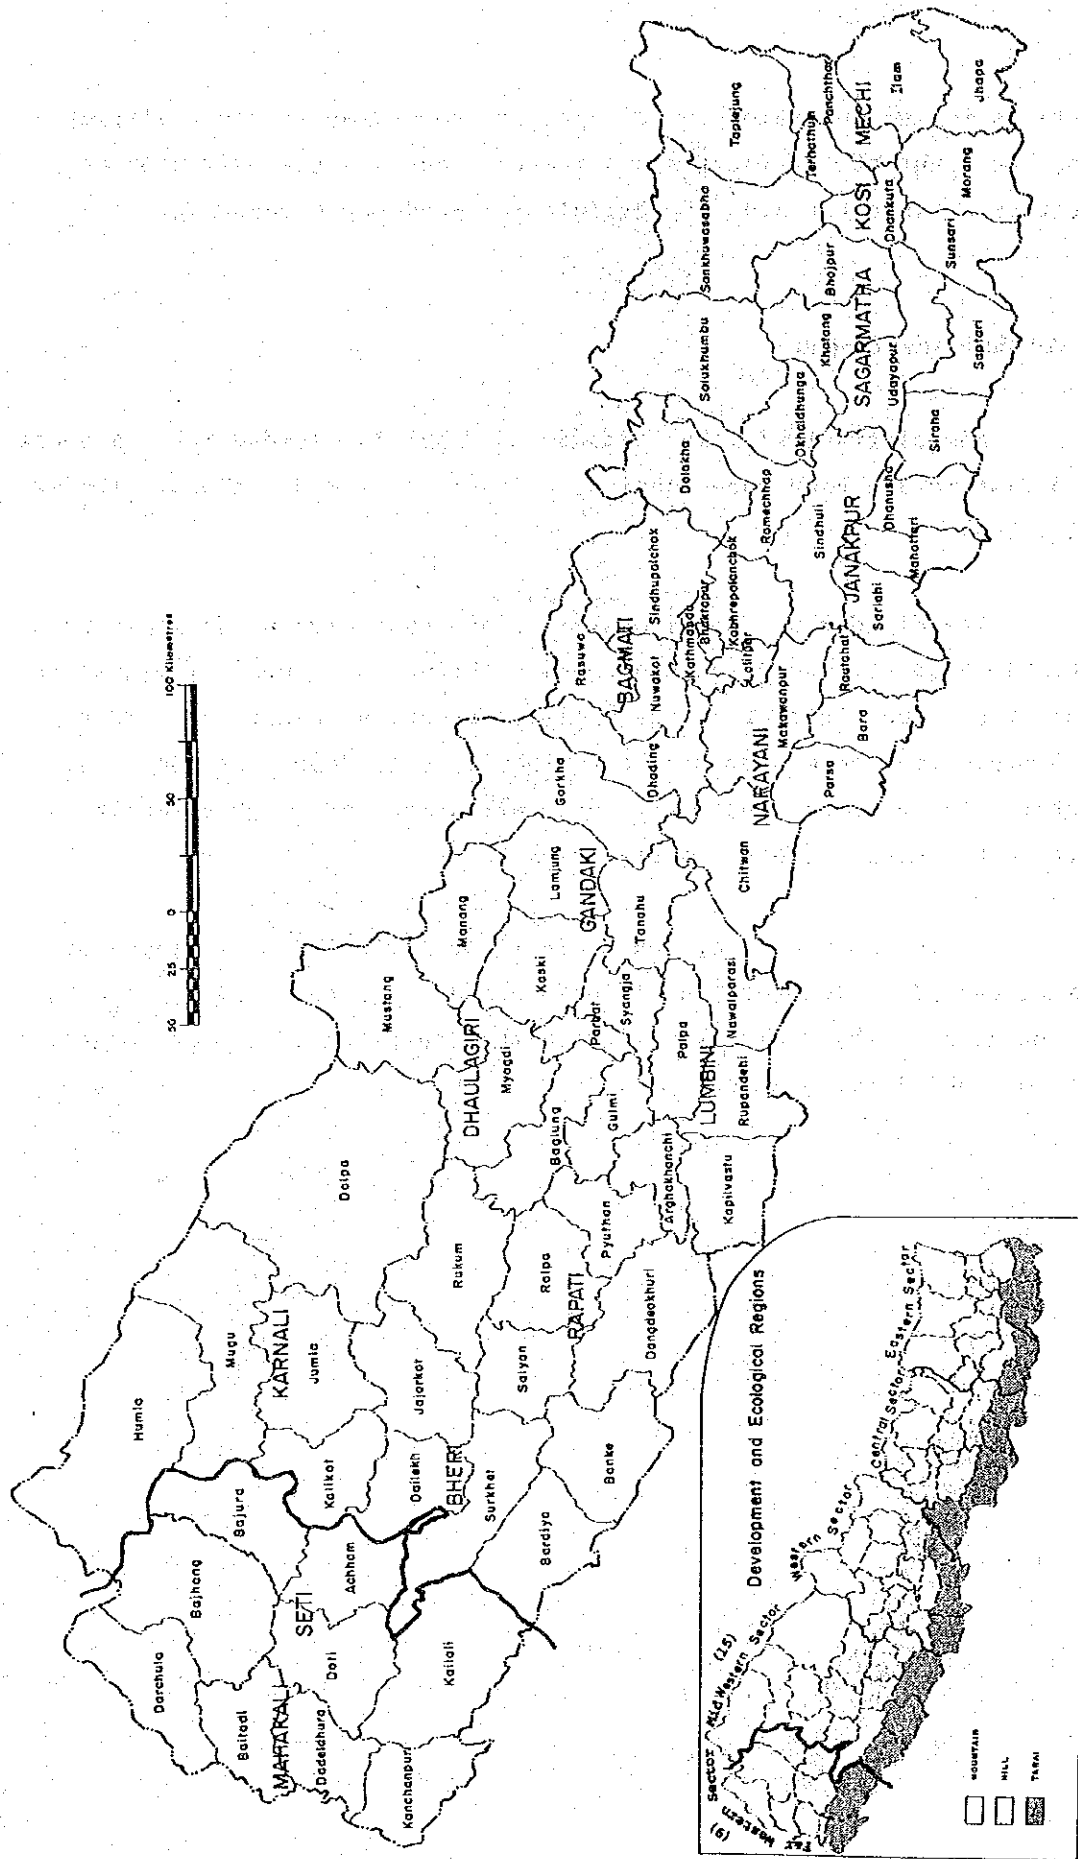 50 25 0 50 100 Kilometres
Humla
Darchula
Bajhang
Bajura
Mugu
KARNALI
Jumla
Dolpa
Mustang
Baitadi
MAHAKALI
Dadeldhura
SETI
Doti
Achham
Kalikot
Dailekh
Jajarkot
Rukum
DHAULAGIRI
Myagdi
Manang
Kanchanpur
Kailali
BHERI
Surkhet
Salyan
Rolpa
RAPATI
Pyuthan
Baglung
Parbat
Kaski
Lamjung
GANDAKI
Gorkha
Bardiya
Banke
Dangdeokhuri
Arghakhanchi
Gulmi
Syangja
Tanahu
Palpa
LUMBINI
Kapilvastu
Rupandehi
Nawalparasi
Chitwan
Dhading
Rasuwa
BAGMATI
Nuwakot
Sindhupalchok
Kathmandu
Bhaktapur
Lalitpur
Kabhrepalanchok
NARAYANI
Makawanpur
Parsa
Bara
Rautahat
Dolakha
Ramechhap
Sindhuli
JANAKPUR
Sarlahi
Mahottari
Dhanusha
Solukhumbu
Okhaldhunga
Khotang
SAGARMATHA
Udayapur
Siraha
Saptari
Sankhuwasabha
Bhojpur
KOSI
Dhankuta
Terhathum
Sunsari
Morang
Taplejung
Panchthar
MECHI
Ilam
Jhapa
Development and Ecological Regions
Far Western Sector
(9)
Mid Western Sector
(15)
Western Sector
Central Sector
Eastern Sector
MOUNTAIN
HILL
TARAI